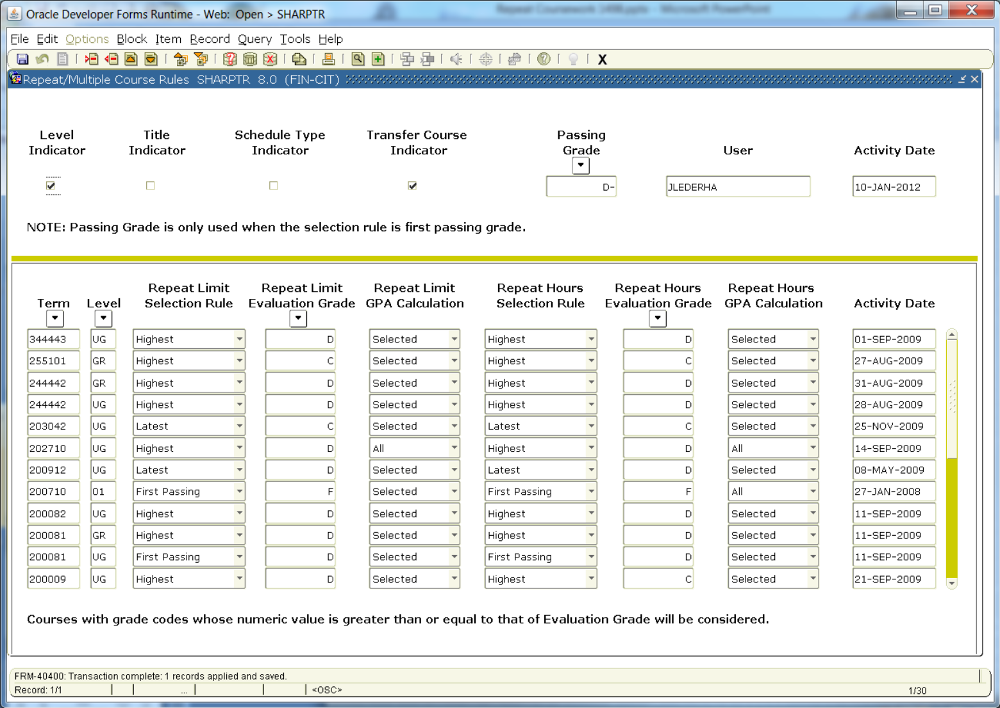 Oracle Developer Forms Runtime - Web:  Open > SHARPTR
Repeat Coursework 1408.pptx - Microsoft PowerPoint
File Edit Options Block Item Record Query Tools Help
Repeat/Multiple Course Rules  SHARPTR  8.0  (FIN-CIT)
Level Indicator
Title Indicator
Schedule Type Indicator
Transfer Course Indicator
Passing Grade
User
Activity Date
D-
JLEDERHA
10-JAN-2012
NOTE: Passing Grade is only used when the selection rule is first passing grade.
Repeat Limit Repeat Limit Repeat Limit Repeat Hours Repeat Hours Repeat Hours
Term Level Selection Rule Evaluation Grade GPA Calculation Selection Rule Evaluation Grade GPA Calculation Activity Date
344443 UG Highest D Selected Highest D Selected 01-SEP-2009
255101 GR Highest C Selected Highest C Selected 27-AUG-2009
244442 GR Highest D Selected Highest D Selected 31-AUG-2009
244442 UG Highest D Selected Highest D Selected 28-AUG-2009
203042 UG Latest C Selected Latest C Selected 25-NOV-2009
202710 UG Highest D All Highest D All 14-SEP-2009
200912 UG Latest D Selected Latest D Selected 08-MAY-2009
200710 01 First Passing F Selected First Passing F All 27-JAN-2008
200082 UG Highest D Selected Highest D Selected 11-SEP-2009
200081 GR Highest D Selected Highest D Selected 11-SEP-2009
200081 UG First Passing D Selected First Passing D Selected 11-SEP-2009
200009 UG Highest D Selected Highest C Selected 21-SEP-2009
Courses with grade codes whose numeric value is greater than or equal to that of Evaluation Grade will be considered.
FRM-40400: Transaction complete: 1 records applied and saved.
Record: 1/1 ... <OSC> 1/30